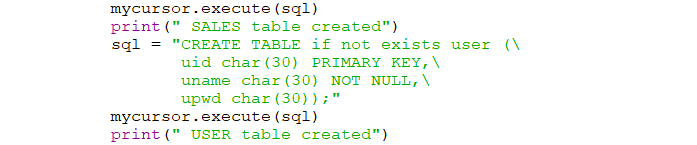 mycursor.execute(sql)
print(" SALES table created")
sql = "CREATE TABLE if not exists user (\
uid char(30) PRIMARY KEY,\
uname char(30) NOT NULL,\
upwd char(30));"
mycursor.execute(sql)
print(" USER table created")